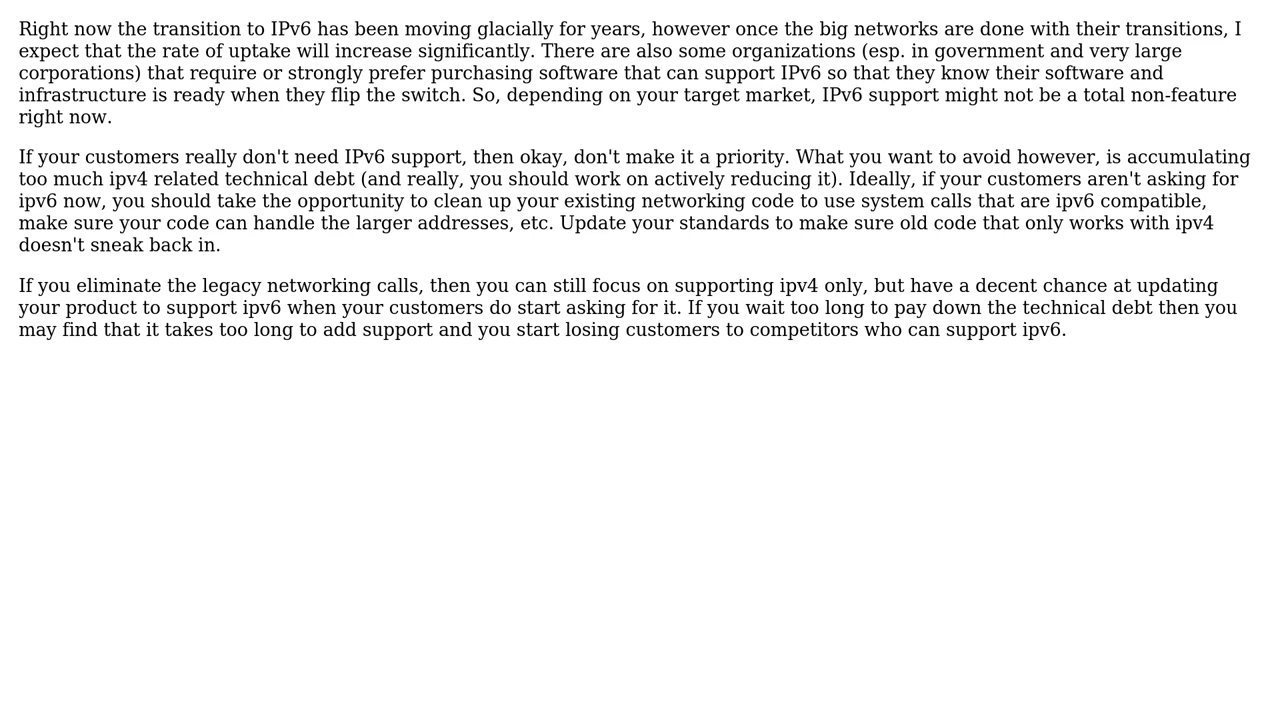 Right now the transition to IPv6 has been moving glacially for years, however once the big networks are done with their transitions, I
expect that the rate of uptake will increase significantly. There are also some organizations (esp. in government and very large
corporations) that require or strongly prefer purchasing software that can support IPv6 so that they know their software and
infrastructure is ready when they flip the switch. So, depending on your target market, IPv6 support might not be a total non-feature
right now.
If your customers really don't need IPv6 support, then okay, don't make it a priority. What you want to avoid however, is accumulating
too much ipv4 related technical debt (and really, you should work on actively reducing it). Ideally, if your customers aren't asking for
ipv6 now, you should take the opportunity to clean up your existing networking code to use system calls that are ipv6 compatible,
make sure your code can handle the larger addresses, etc. Update your standards to make sure old code that only works with ipv4
doesn't sneak back in.
If you eliminate the legacy networking calls, then you can still focus on supporting ipv4 only, but have a decent chance at updating
your product to support ipv6 when your customers do start asking for it. If you wait too long to pay down the technical debt then you
may find that it takes too long to add support and you start losing customers to competitors who can support ipv6.